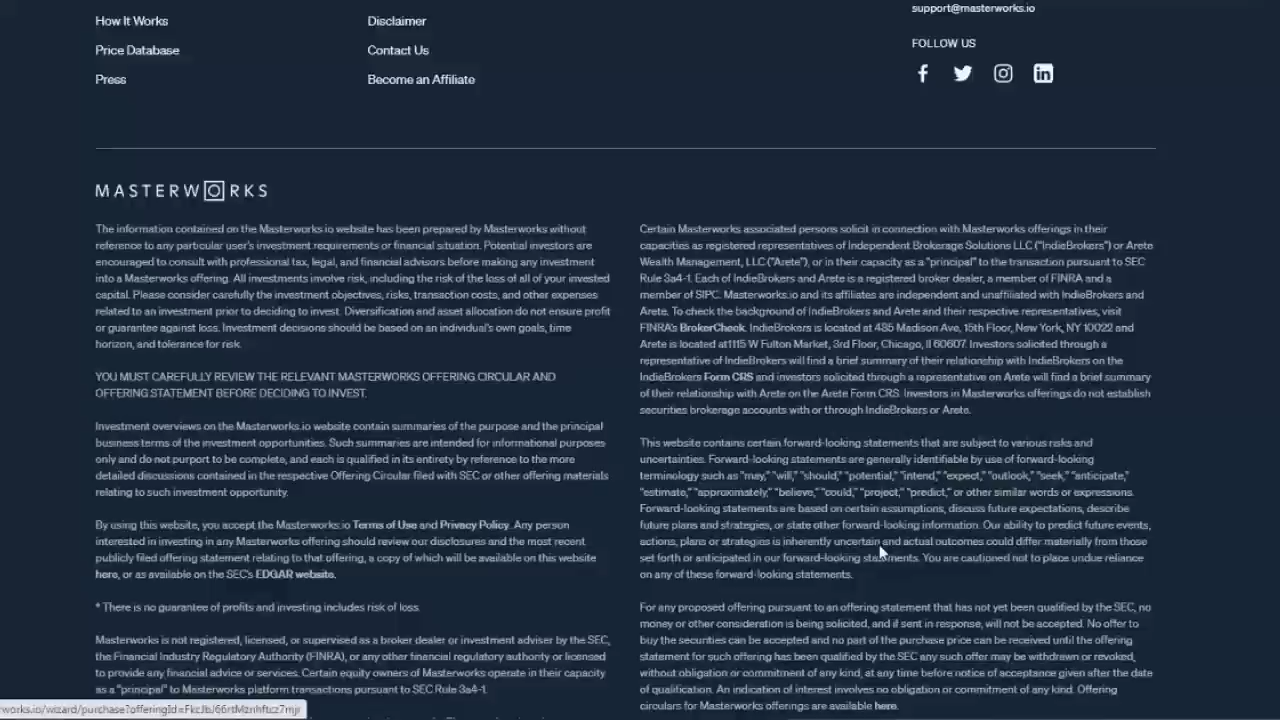 How It Works
Price Database
Press
Disclaimer
Contact Us
Become an Affiliate
support@masterworks.io
FOLLOW US
MASTERWORKS
The information contained on the Masterworks.io website has been prepared by Masterworks without
reference to any particular user's investment requirements or financial situation. Potential investors are
encouraged to consult with professional tax, legal, and financial advisors before making any investment
into a Masterworks offering. All investments involve risk, including the risk of the loss of all of your invested
capital. Please consider carefully the investment objectives, risks, transaction costs, and other expenses
related to an investment prior to deciding to invest. Diversification and asset allocation do not ensure profit
or guarantee against loss. Investment decisions should be based on an individual's own goals, time
horizon, and tolerance for risk.
YOU MUST CAREFULLY REVIEW THE RELEVANT MASTERWORKS OFFERING CIRCULAR AND
OFFERING STATEMENT BEFORE DECIDING TO INVEST.
Investment overviews on the Masterworks.io website contain summaries of the purpose and the principal
business terms of the investment opportunities. Such summaries are intended for informational purposes
only and do not purport to be complete, and each is qualified in its entirety by reference to the more
detailed discussions contained in the respective Offering Circular filed with SEC or other offering materials
relating to such investment opportunity.
By using this website, you accept the Masterworks.io Terms of Use and Privacy Policy. Any person
interested in investing in any Masterworks offering should review our disclosures and the most recent
publicly filed offering statement relating to that offering, a copy of which will be available on this website
here, or as available on the SEC's EDGAR website.
* There is no guarantee of profits and investing includes risk of loss.
Masterworks is not registered, licensed, or supervised as a broker dealer or investment adviser by the SEC,
the Financial Industry Regulatory Authority (FINRA), or any other financial regulatory authority or licensed
to provide any financial advice or services. Certain equity owners of Masterworks operate in their capacity
as a "principal" to Masterworks platform transactions pursuant to SEC Rule 3a4-1.
Certain Masterworks associated persons solicit in connection with Masterworks offerings in their
capacities as registered representatives of Independent Brokerage Solutions LLC ("IndieBrokers") or Arete
Wealth Management, LLC ("Arete"), or in their capacity as a "principal" to the transaction pursuant to SEC
Rule 3a4-1. Each of IndieBrokers and Arete is a registered broker dealer, a member of FINRA and a
member of SIPC. Masterworks.io and its affiliates are independent and unaffiliated with IndieBrokers and
Arete. To check the background of IndieBrokers and Arete and their respective representatives, visit
FINRA's BrokerCheck. IndieBrokers is located at 485 Madison Ave, 15th Floor, New York, NY 10022 and
Arete is located at1115 W Fulton Market, 3rd Floor, Chicago, Il 60607. Investors solicited through a
representative of IndieBrokers will find a brief summary of their relationship with IndieBrokers on the
IndieBrokers Form CRS and investors solicited through a representative on Arete will find a brief summary
of their relationship with Arete on the Arete Form CRS. Investors in Masterworks offerings do not establish
securities brokerage accounts with or through IndieBrokers or Arete.
This website contains certain forward-looking statements that are subject to various risks and
uncertainties. Forward-looking statements are generally identifiable by use of forward-looking
terminology such as "may," "will," "should," "potential," "intend," "expect," "outlook," "seek," "anticipate,"
"estimate," "approximately," "believe," "could," "project," "predict," or other similar words or expressions.
Forward-looking statements are based on certain assumptions, discuss future expectations, describe
future plans and strategies, or state other forward-looking information. Our ability to predict future events,
actions, plans or strategies is inherently uncertain and actual outcomes could differ materially from those
set forth or anticipated in our forward-looking statements. You are cautioned not to place undue reliance
on any of these forward-looking statements.
For any proposed offering pursuant to an offering statement that has not yet been qualified by the SEC, no
money or other consideration is being solicited, and if sent in response, will not be accepted. No offer to
buy the securities can be accepted and no part of the purchase price can be received until the offering
statement for such offering has been qualified by the SEC any such offer may be withdrawn or revoked,
without obligation or commitment of any kind, at any time before notice of acceptance given after the date
of qualification. An indication of interest involves no obligation or commitment of any kind. Offering
circulars for Masterworks offerings are available here.